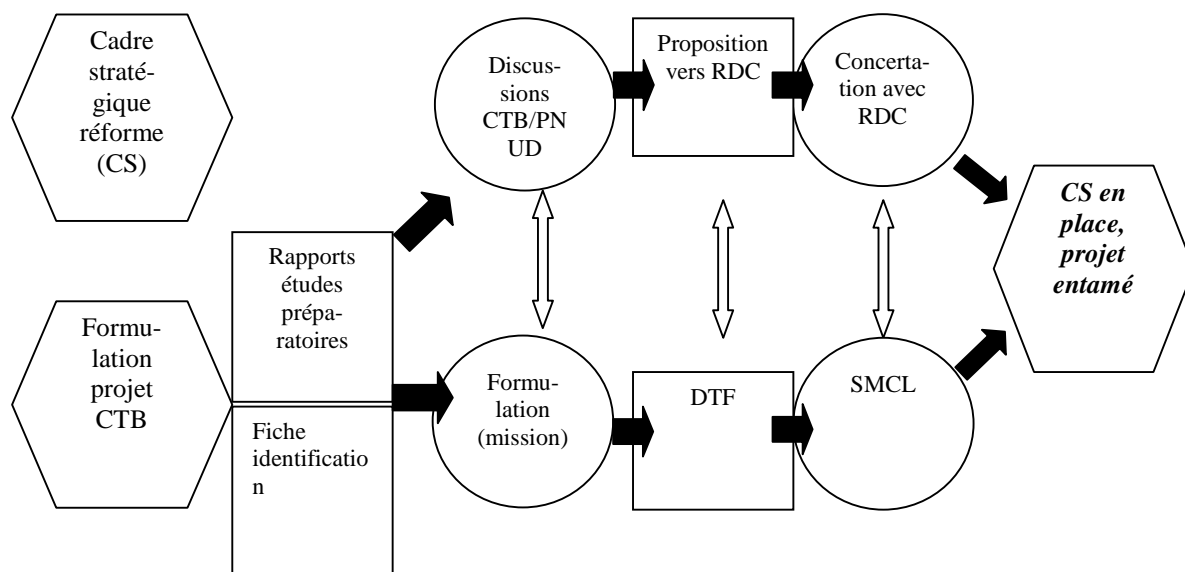 Cadre
straté-
gique
réforme
(CS)
Discus-
sions
CTB/PN
UD
Proposition
vers RDC
Concerta-
tion avec
RDC
CS en
place,
projet
entamé
Rapports
études
prépa-
ratoires
Formu-
lation
projet
CTB
Fiche
identificatio
n
Formu-
lation
(mission)
DTF
SMCL